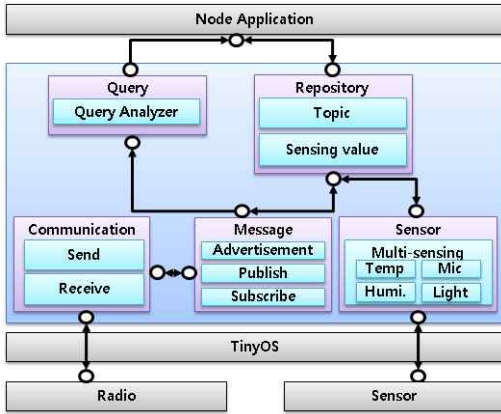 Node Application
Query
Query Analyzer
Repository
Topic
Sensing value
Communication
Send
Receive
Message
Advertisement
Publish
Subscribe
Sensor
Multi-sensing
Temp
Mic
Humi.
Light
TinyOS
Radio
Sensor